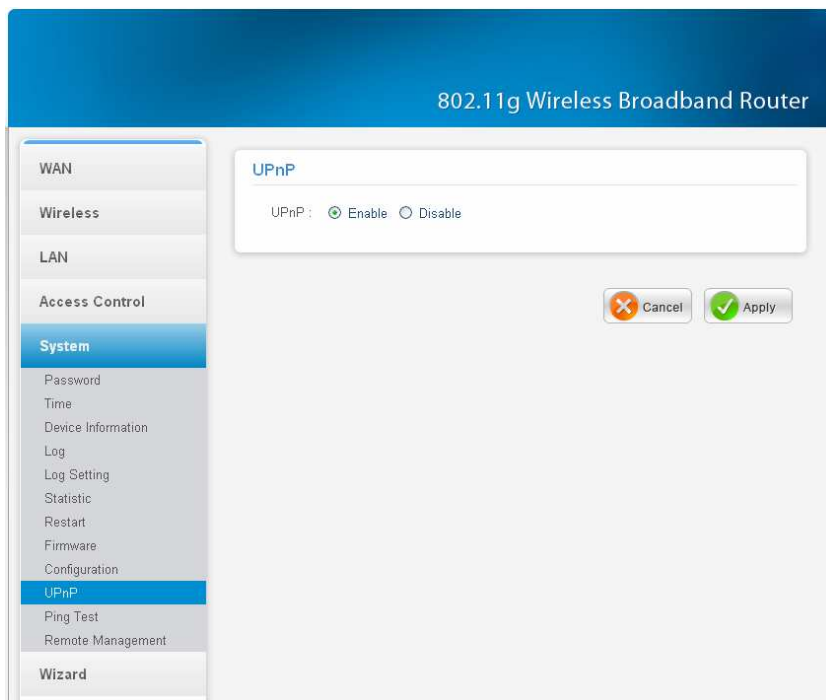 802.11g Wireless Broadband Router
WAN
Wireless
LAN
Access Control
System
Password
Time
Device Information
Log
Log Setting
Statistic
Restart
Firmware
Configuration
UPnP
Ping Test
Remote Management
Wizard
UPnP
UPnP : Enable Disable
Cancel Apply